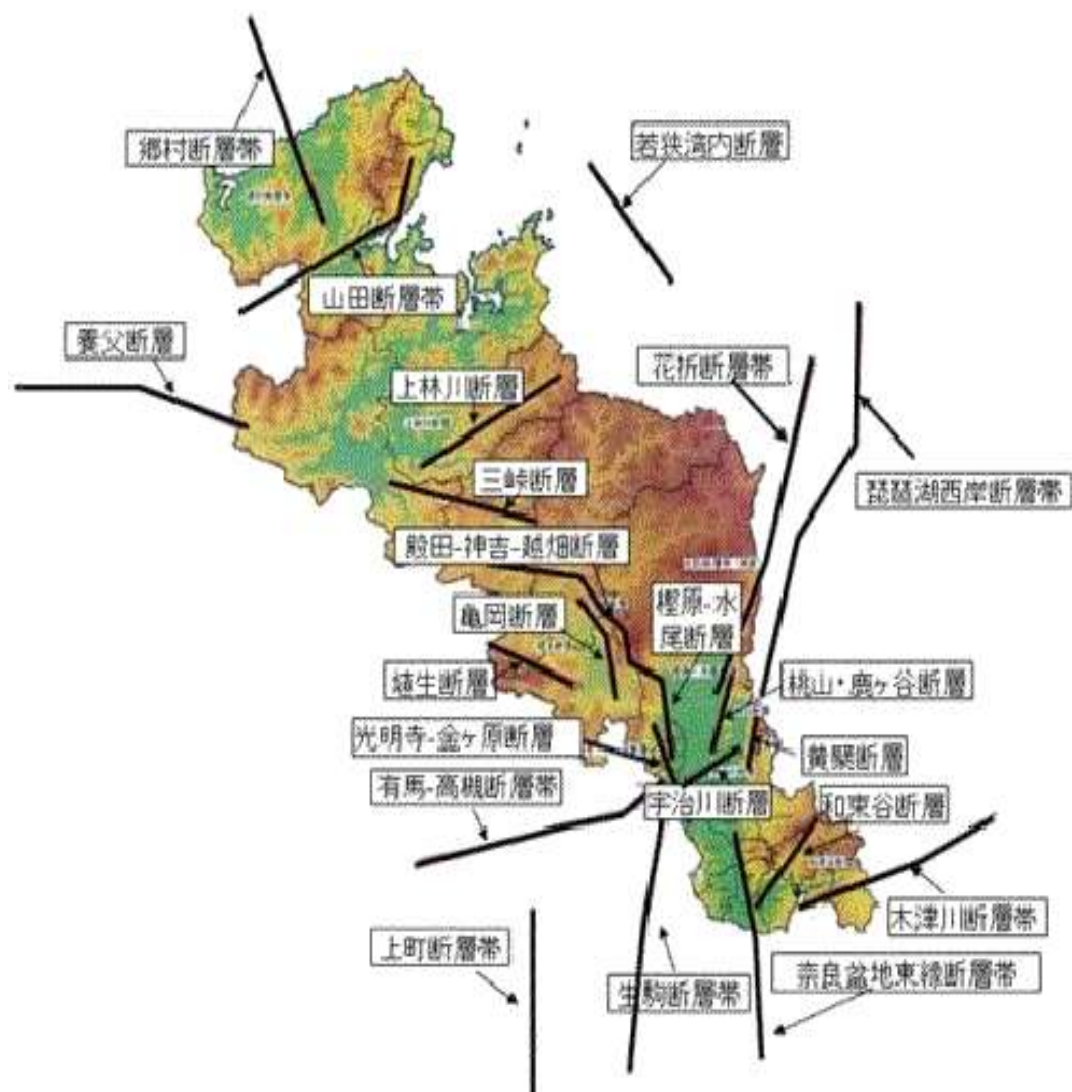 郷村断層帯
若狭湾内断層
山田断層帯
養父断層
上林川断層
花折断層帯
三峠断層
琵琶湖西岸断層帯
殿田-神吉-越畑断層
樫原-水
尾断層
亀岡断層
埴生断層
桃山・鹿ケ谷断層
光明寺-金ヶ原断層
黄檗断層
有馬-高槻断層帯
宇治川断層
和束谷断層
木津川断層帯
上町断層帯
生駒断層帯
奈良盆地東縁断層帯